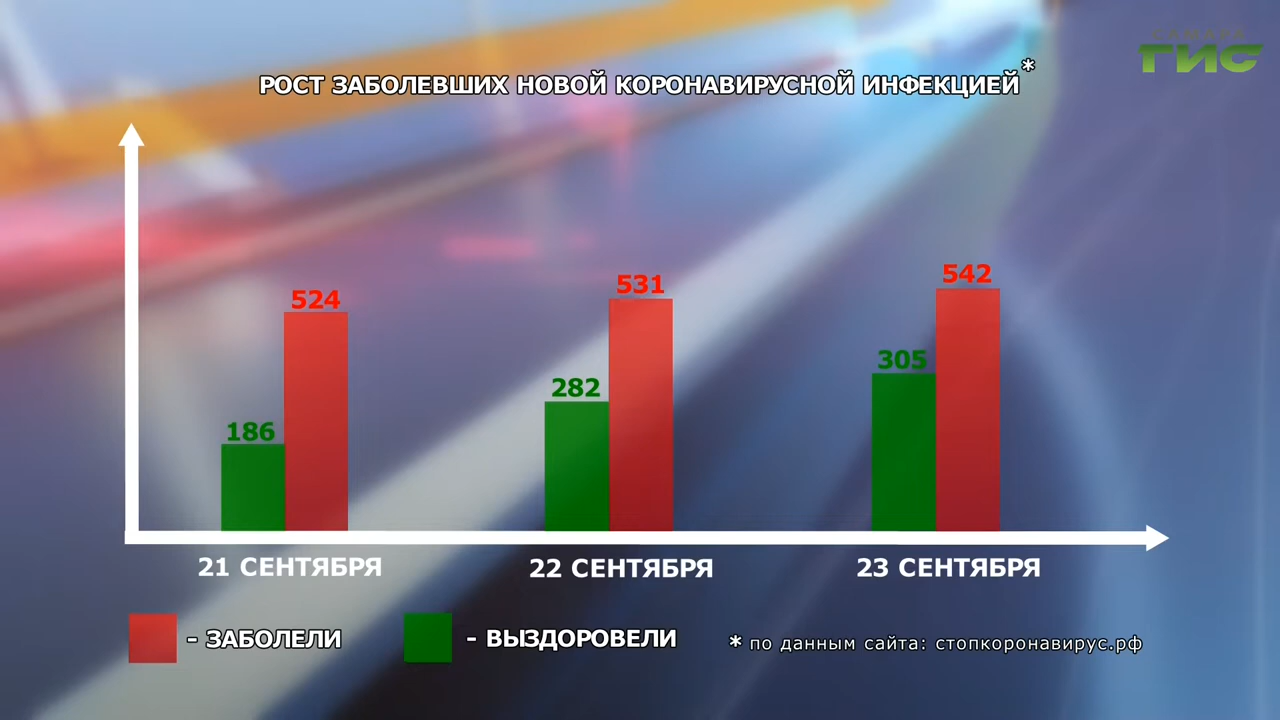 САМАРА
ГИС
РОСТ ЗАБОЛЕВШИХ НОВОЙ КОРОНАВИРУСНОЙ ИНФЕКЦИЕЙ*
524
186
531
282
542
305
21 СЕНТЯБРЯ
22 СЕНТЯБРЯ
23 СЕНТЯБРЯ
- ЗАБОЛЕЛИ
- ВЫЗДОРОВЕЛИ
* по данным сайта: стопкоронавирус.рф